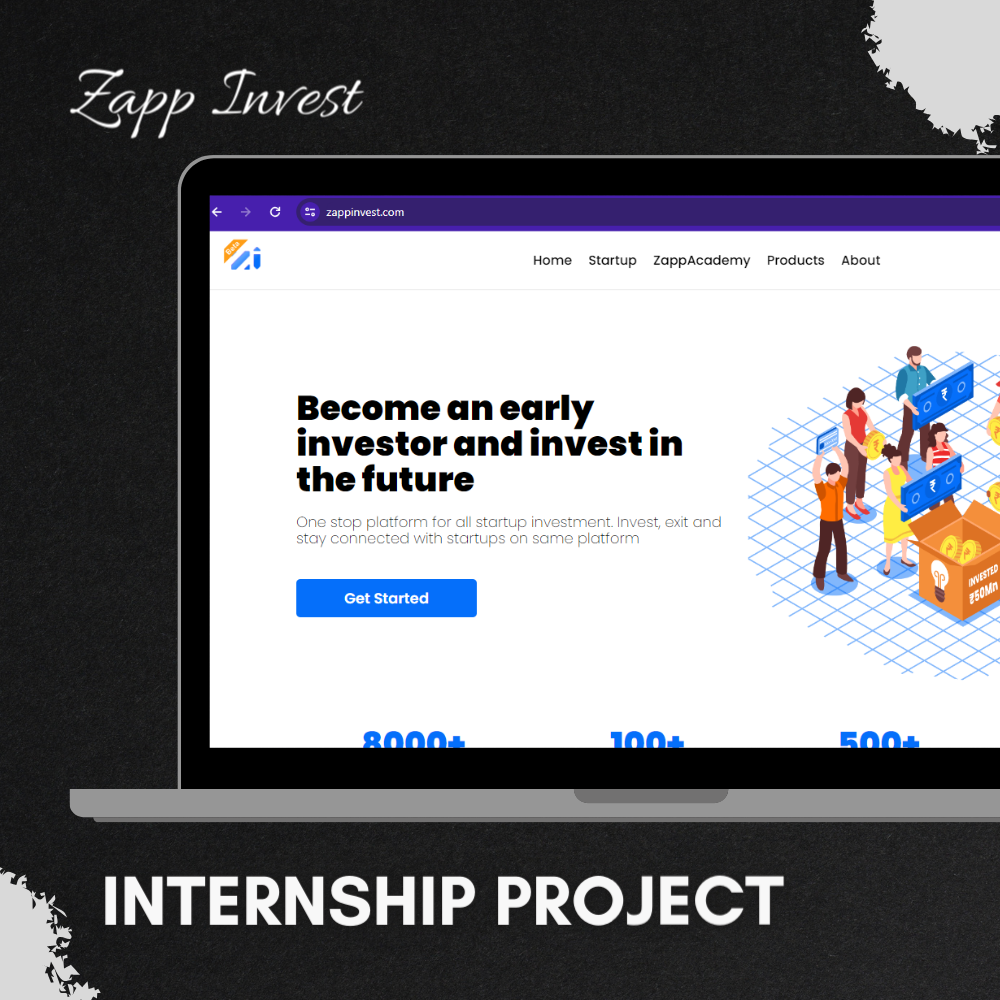 Zapp Invest
zappinvest.com
Beta
Home Startup ZappAcademy Products About
Become an early
investor and invest in
the future
One stop platform for all startup investment. Invest, exit and
stay connected with startups on same platform
Get Started
₹
₹
INVESTED
₹50Mn
8000+ 100+ 500+
INTERNSHIP PROJECT